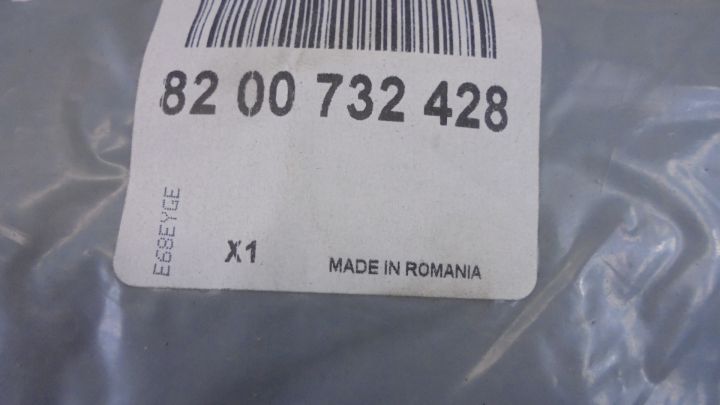 82 00 732 428
E68EYGE
X1
MADE IN ROMANIA